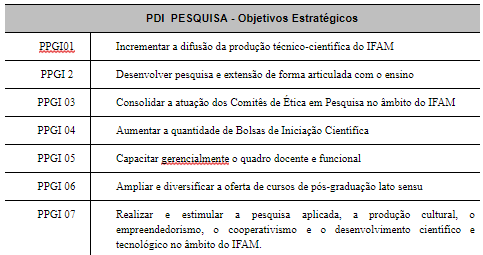 PDI PESQUISA - Objetivos Estratégicos
PPGI01 Incrementar a difusão da produção técnico-cientifica do IFAM
PPGI 2 Desenvolver pesquisa e extensão de forma articulada com o ensino
PPGI 03 Consolidar a atuação dos Comitês de Ética em Pesquisa no âmbito do IFAM
PPGI 04 Aumentar a quantidade de Bolsas de Iniciação Cientifica
PPGI 05 Capacitar gerencialmente o quadro docente e funcional
PPGI 06 Ampliar e diversificar a oferta de cursos de pós-graduação lato sensu
PPGI 07 Realizar e estimular a pesquisa aplicada, a produção cultural, o
empreendedorismo, o cooperativismo e o desenvolvimento cientifico e
tecnológico no âmbito do IFAM.